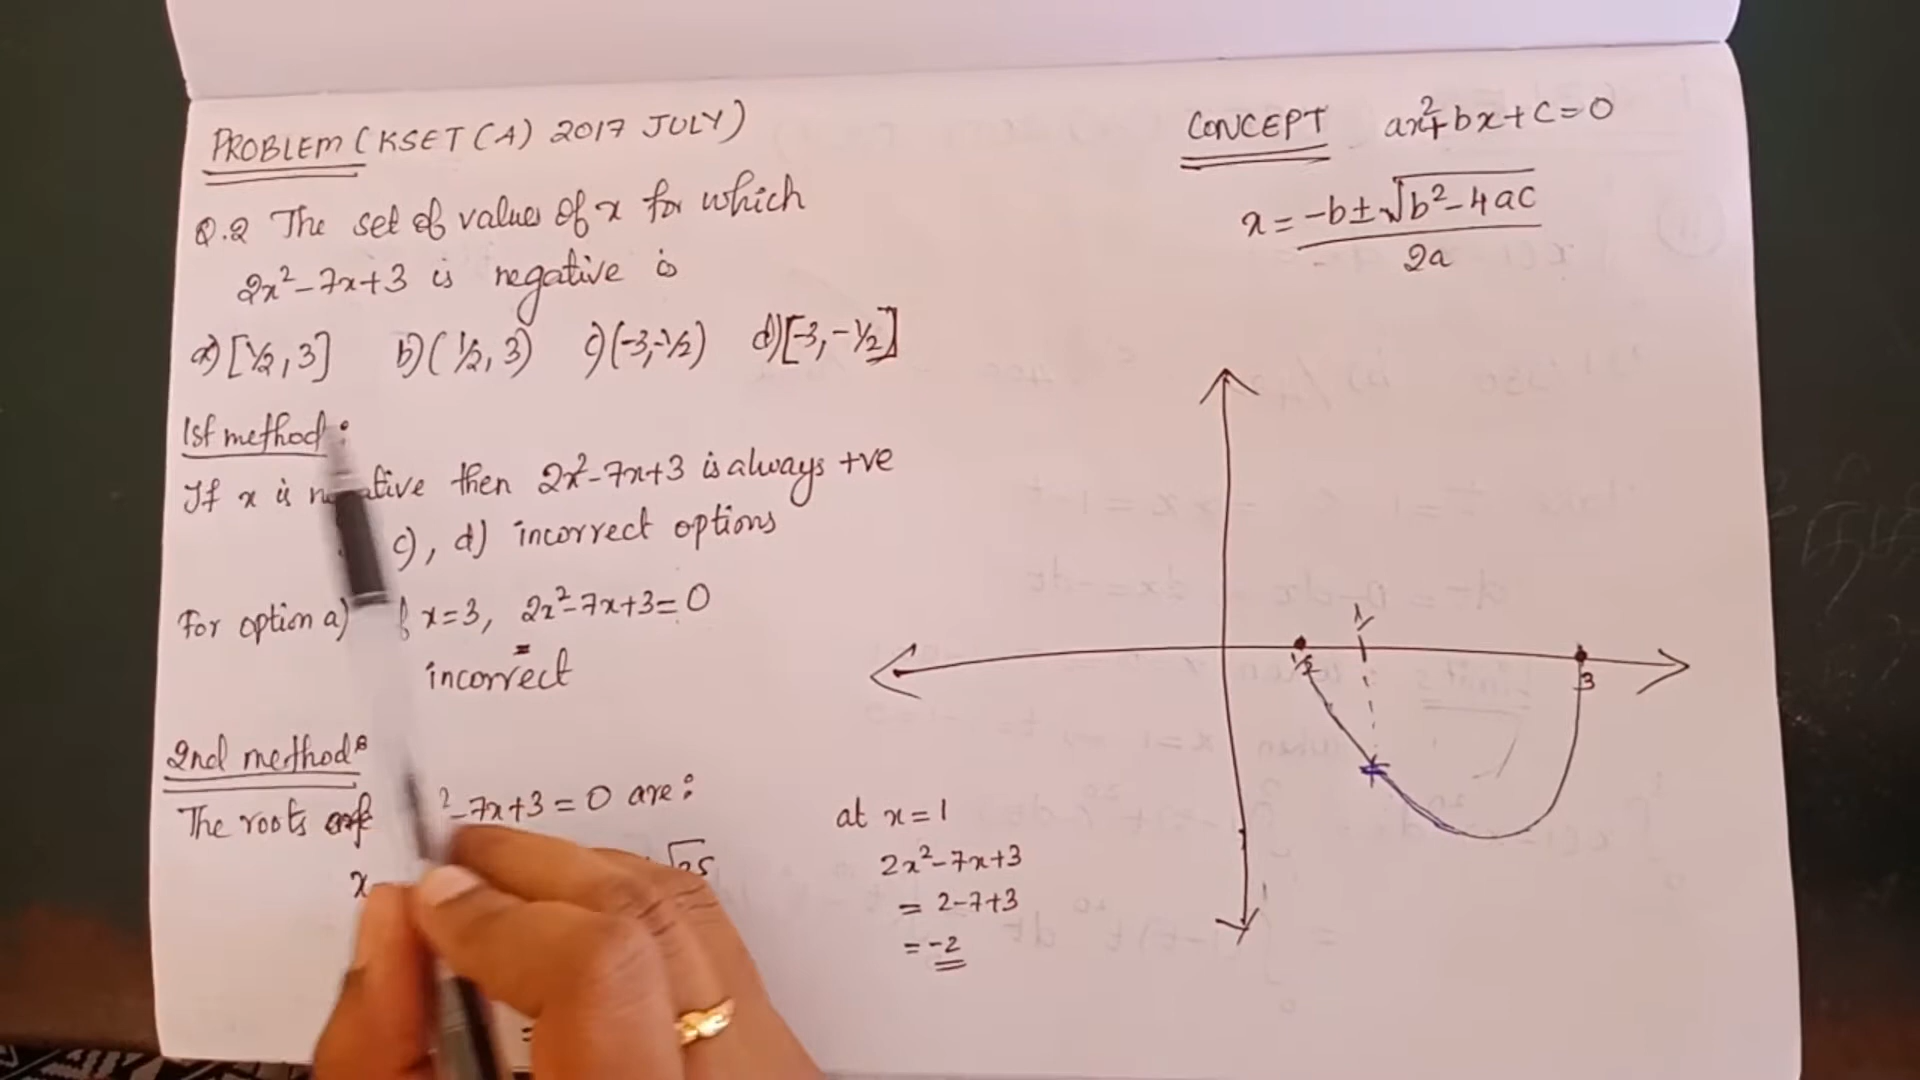 PROBLEM (KSET (A) 2017 JULY)
Q.2 The set of values of x for which
2x²-7x+3 is negative is
a) [1/2, 3] b) (1/2, 3) c) (-3,-1/2) d) [-3, -1/2]
1st method:
If x is negative then 2x²-7x+3 is always +ve
c), d) incorrect options
For option a) x=3, 2x²-7x+3=0
incorrect
2nd method:
The roots of ²-7x+3=0 are:
x √25
at x=1
2x²-7x+3
= 2-7+3
= -2
CONCEPT ax²+bx+c=0
x = -b±√b²-4ac
2a
1
1/2
3